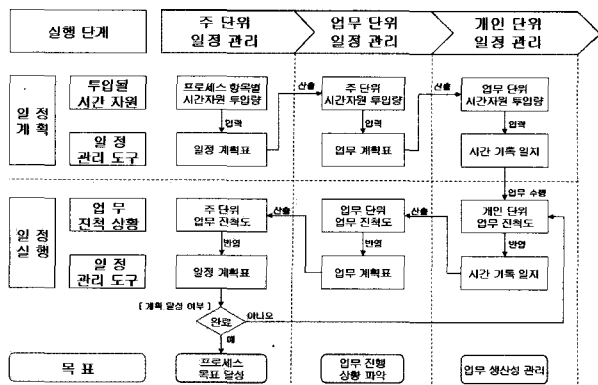 실행 단계
주 단위
일정 관리
업무 단위
일정 관리
개인 단위
일정 관리
일 정
계 획
투입될
시간 자원
프로세스 항목별
시간자원 투입량
산출
주 단위
시간자원 투입량
산출
업무 단위
시간자원 투입량
입력
입력
입력
일 정
관리 도구
일정 계획표
업무 계획표
시간 기록 일지
업무 수행
일 정
실 행
업 무
진척 상황
주 단위
업무 진척도
산출
업무 단위
업무 진척도
산출
개인 단위
업무 진척도
반영
반영
반영
일 정
관리 도구
일정 계획표
업무 계획표
시간 기록 일지
[ 계획 달성 여부 ]
완료
아니오
예
목 표
프로세스
목표 달성
업무 진행
상황 파악
업무 생산성 관리